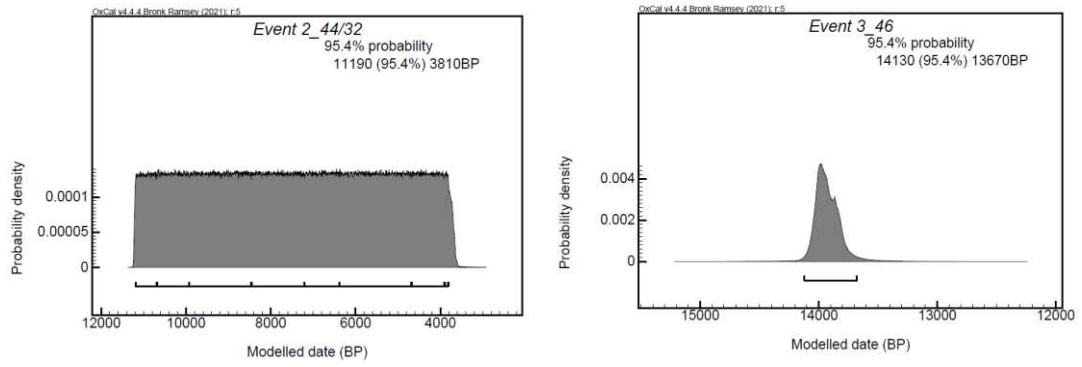 OxCal v4.4.4 Bronk Ramsey (2021); r:5
Event 2_44/32
95.4% probability
11190 (95.4%) 3810BP
Probability density
0.0001
0.00005
0
12000 10000 8000 6000 4000
Modelled date (BP)
OxCal v4.4.4 Bronk Ramsey (2021); r:5
Event 3_46
95.4% probability
14130 (95.4%) 13670BP
Probability density
0.004
0.002
0
15000 14000 13000 12000
Modelled date (BP)